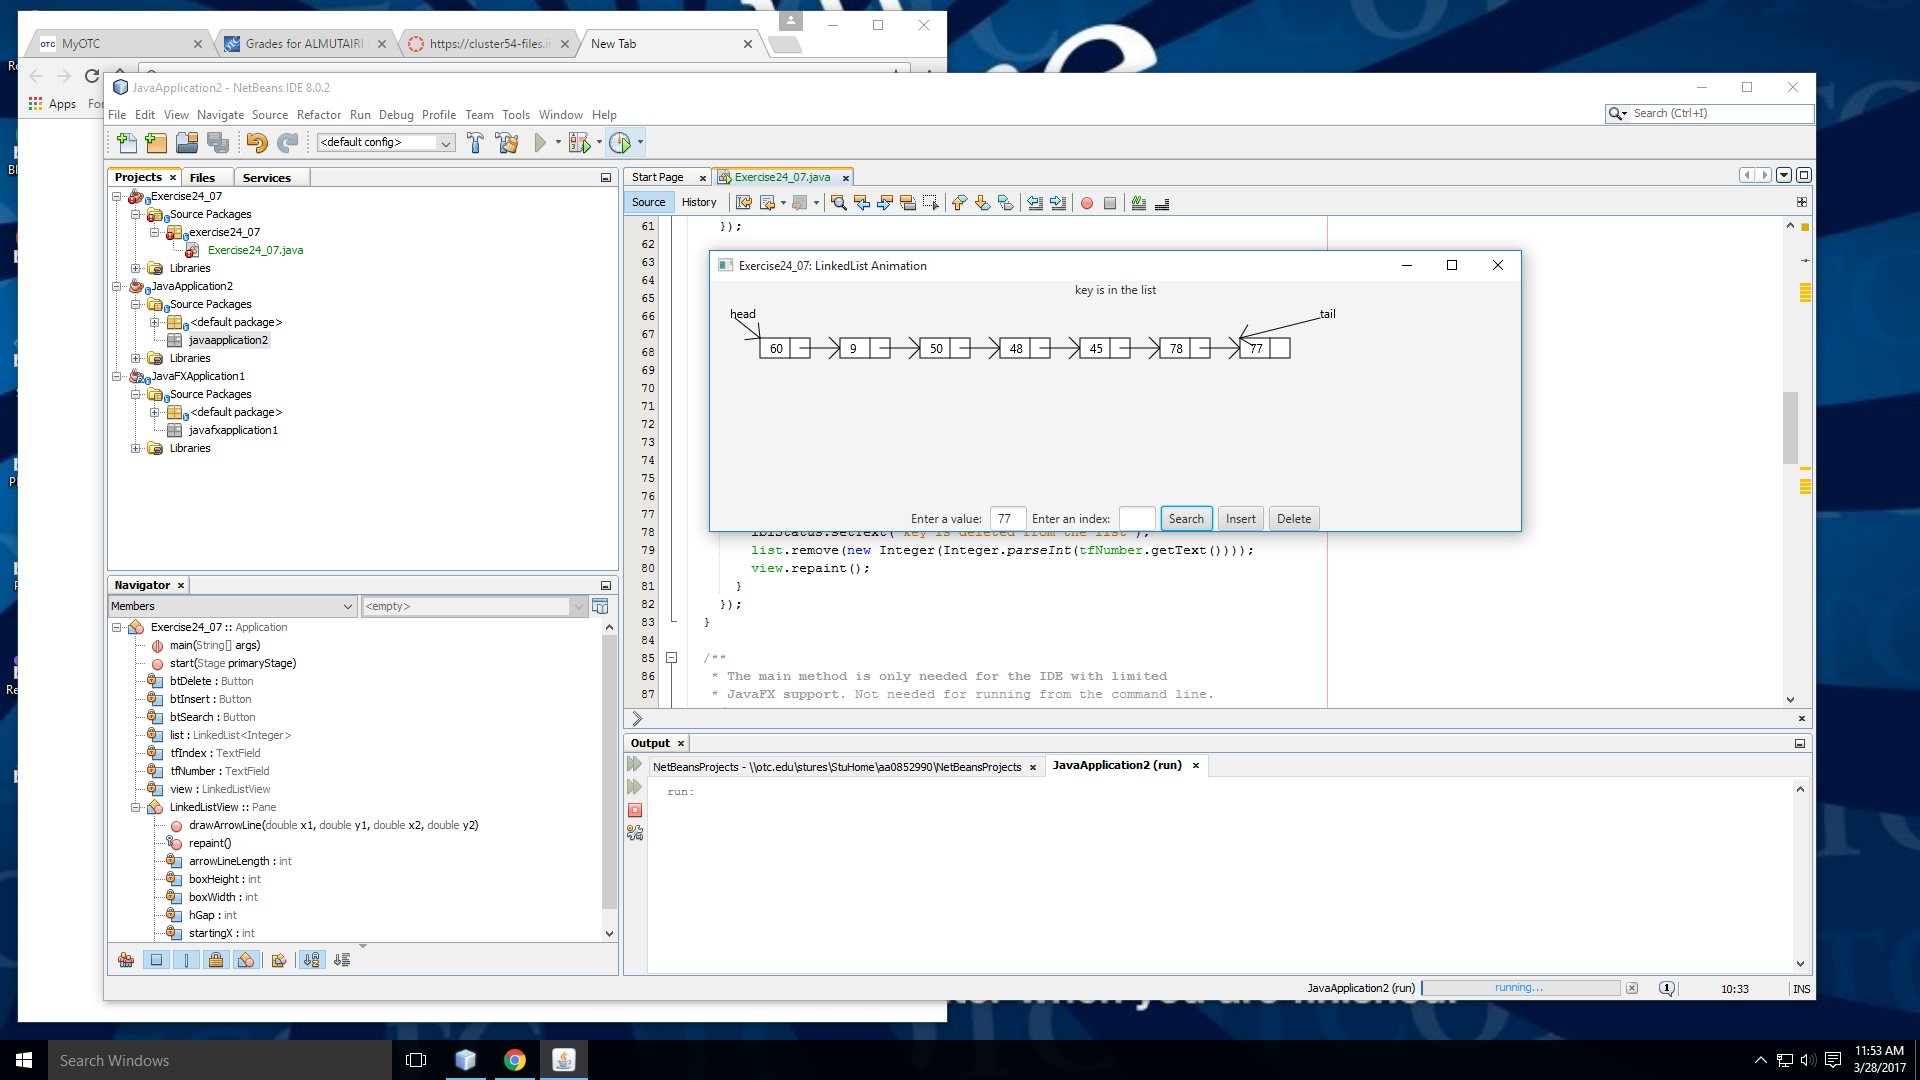 MyOTC
Grades for ALMUTAIRI
https://cluster54-files.in
New Tab
Apps
JavaApplication2 - NetBeans IDE 8.0.2
File Edit View Navigate Source Refactor Run Debug Profile Team Tools Window Help
Search (Ctrl+I)
<default config>
Projects
Files
Services
Exercise24_07
Source Packages
exercise24_07
Exercise24_07.java
Libraries
JavaApplication2
Source Packages
<default package>
javaapplication2
Libraries
JavaFXApplication1
Source Packages
<default package>
javafxapplication1
Libraries
Start Page
Exercise24_07.java
Source
History
61 });
62
63
64
65
66
67
68
69
70
71
72
73
74
75
76
77
78 lblStatus.setText("key is deleted from the list");
79 list.remove(new Integer(Integer.parseInt(tfNumber.getText())));
80 view.repaint();
81 }
82 });
83 }
84
85 /**
86 * The main method is only needed for the IDE with limited
87 * JavaFX support. Not needed for running from the command line.
Exercise24_07: LinkedList Animation
key is in the list
head
tail
60 9 50 48 45 78 77
Enter a value: 77 Enter an index: Search Insert Delete
Navigator
Members
<empty>
Exercise24_07 :: Application
main(String[] args)
start(Stage primaryStage)
btDelete : Button
btInsert : Button
btSearch : Button
list : LinkedList<Integer>
tfIndex : TextField
tfNumber : TextField
view : LinkedListView
LinkedListView :: Pane
drawArrowLine(double x1, double y1, double x2, double y2)
repaint()
arrowLineLength : int
boxHeight : int
boxWidth : int
hGap : int
startingX : int
Output
NetBeansProjects - \\otc.edu\stures\StuHome\aa0852990\NetBeansProjects
JavaApplication2 (run)
run:
JavaApplication2 (run)
running...
1
10:33
INS
when you are finished!
Search Windows
11:53 AM
3/28/2017